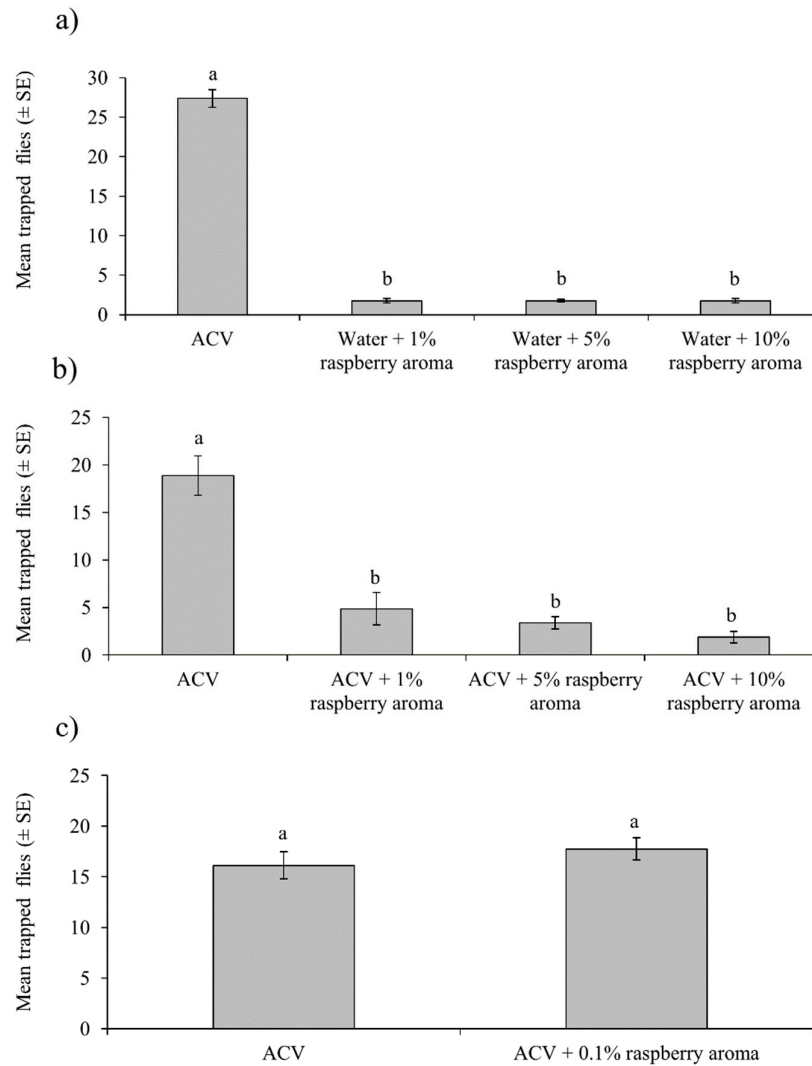 a)
Mean trapped flies (± SE)
30
25
20
15
10
5
0
a
b
b
b
ACV
Water + 1%
raspberry aroma
Water + 5%
raspberry aroma
Water + 10%
raspberry aroma
b)
Mean trapped flies (± SE)
25
20
15
10
5
0
a
b
b
b
ACV
ACV + 1%
raspberry aroma
ACV + 5% raspberry
aroma
ACV + 10%
raspberry aroma
c)
Mean trapped flies (± SE)
25
20
15
10
5
0
a
a
ACV
ACV + 0.1% raspberry aroma